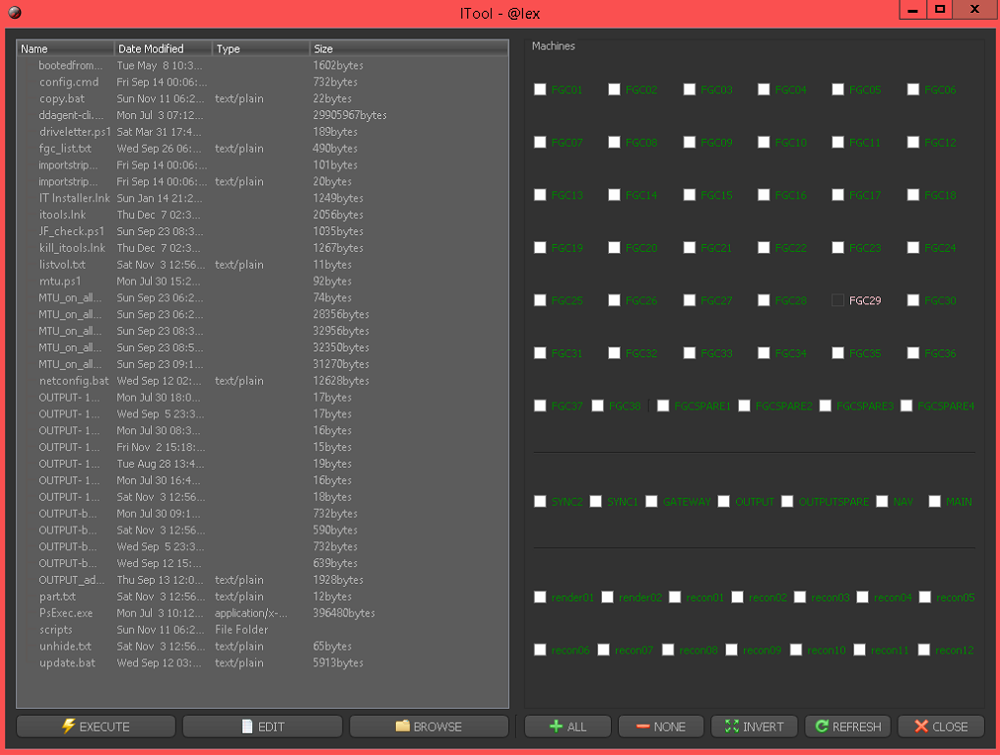 ITool - @lex
Name Date Modified Type Size
bootedfrom... Tue May 8 10:3... 1602bytes
config.cmd Fri Sep 14 00:06:... 732bytes
copy.bat Sun Nov 11 06:2... text/plain 22bytes
ddagent-cli.... Mon Jul 3 07:12... 29905967bytes
driveletter.ps1 Sat Mar 31 17:4... 189bytes
fgc_list.txt Wed Sep 26 06:... text/plain 490bytes
importstrip... Fri Sep 14 00:06:... 101bytes
importstrip... Fri Sep 14 00:06:... text/plain 20bytes
IT Installer.lnk Sun Jan 14 21:2... 1249bytes
itools.lnk Thu Dec 7 02:3... 2056bytes
JF_check.ps1 Sun Sep 23 08:3... 1035bytes
kill_itools.lnk Thu Dec 7 02:3... 1267bytes
listvol.txt Sat Nov 3 12:56... text/plain 11bytes
mtu.ps1 Mon Jul 30 15:2... 92bytes
MTU_on_all... Sun Sep 23 06:2... 74bytes
MTU_on_all... Sun Sep 23 06:2... 28356bytes
MTU_on_all... Sun Sep 23 08:3... 32956bytes
MTU_on_all... Sun Sep 23 08:5... 32350bytes
MTU_on_all... Sun Sep 23 09:1... 31270bytes
netconfig.bat Wed Sep 12 02:... text/plain 12628bytes
OUTPUT- 1... Mon Jul 30 18:0... 17bytes
OUTPUT- 1... Wed Sep 5 23:3... 17bytes
OUTPUT- 1... Mon Jul 30 08:3... 16bytes
OUTPUT- 1... Fri Nov 2 15:18:... 15bytes
OUTPUT- 1... Tue Aug 28 13:4... 19bytes
OUTPUT- 1... Mon Jul 30 16:4... 16bytes
OUTPUT- 1... Sat Nov 3 12:56... 18bytes
OUTPUT-b... Mon Jul 30 09:1... 732bytes
OUTPUT-b... Sat Nov 3 12:56... 590bytes
OUTPUT-b... Wed Sep 5 23:3... 732bytes
OUTPUT-b... Wed Sep 12 15:... 639bytes
OUTPUT_ad... Thu Sep 13 12:0... text/plain 1928bytes
part.txt Sat Nov 3 12:56... text/plain 12bytes
PsExec.exe Mon Jul 3 10:12... application/x-... 396480bytes
scripts Sun Nov 11 06:2... File Folder
unhide.txt Sat Nov 3 12:56... text/plain 65bytes
update.bat Wed Sep 12 03:... text/plain 5913bytes
EXECUTE EDIT BROWSE
Machines
FGC01 FGC02 FGC03 FGC04 FGC05 FGC06
FGC07 FGC08 FGC09 FGC10 FGC11 FGC12
FGC13 FGC14 FGC15 FGC16 FGC17 FGC18
FGC19 FGC20 FGC21 FGC22 FGC23 FGC24
FGC25 FGC26 FGC27 FGC28 FGC29 FGC30
FGC31 FGC32 FGC33 FGC34 FGC35 FGC36
FGC37 FGC38 FGCSPARE1 FGCSPARE2 FGCSPARE3 FGCSPARE4
SYNC2 SYNC1 GATEWAY OUTPUT OUTPUTSPARE NAV MAIN
render01 render02 recon01 recon02 recon03 recon04 recon05
recon06 recon07 recon08 recon09 recon10 recon11 recon12
ALL NONE INVERT REFRESH CLOSE